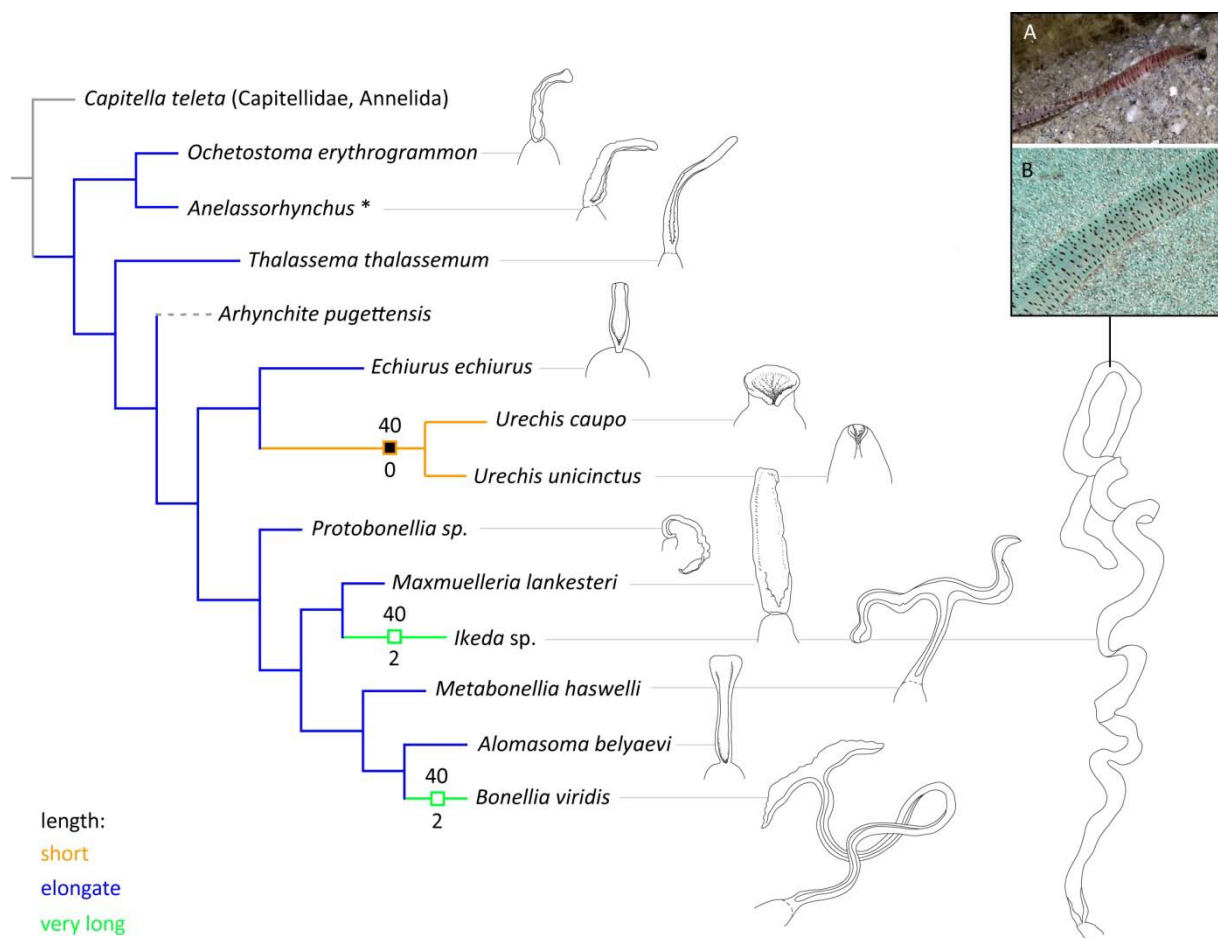 A
B
Capitella teleta (Capitellidae, Annelida)
Ochetostoma erythrogrammon
Anelassorhynchus *
Thalassema thalassemum
Arhynchite pugettensis
Echiurus echiurus
40
0
Urechis caupo
Urechis unicinctus
Protobonellia sp.
Maxmuelleria lankesteri
40
2
Ikeda sp.
Metabonellia haswelli
Alomasoma belyaevi
40
2
Bonellia viridis
length:
short
elongate
very long